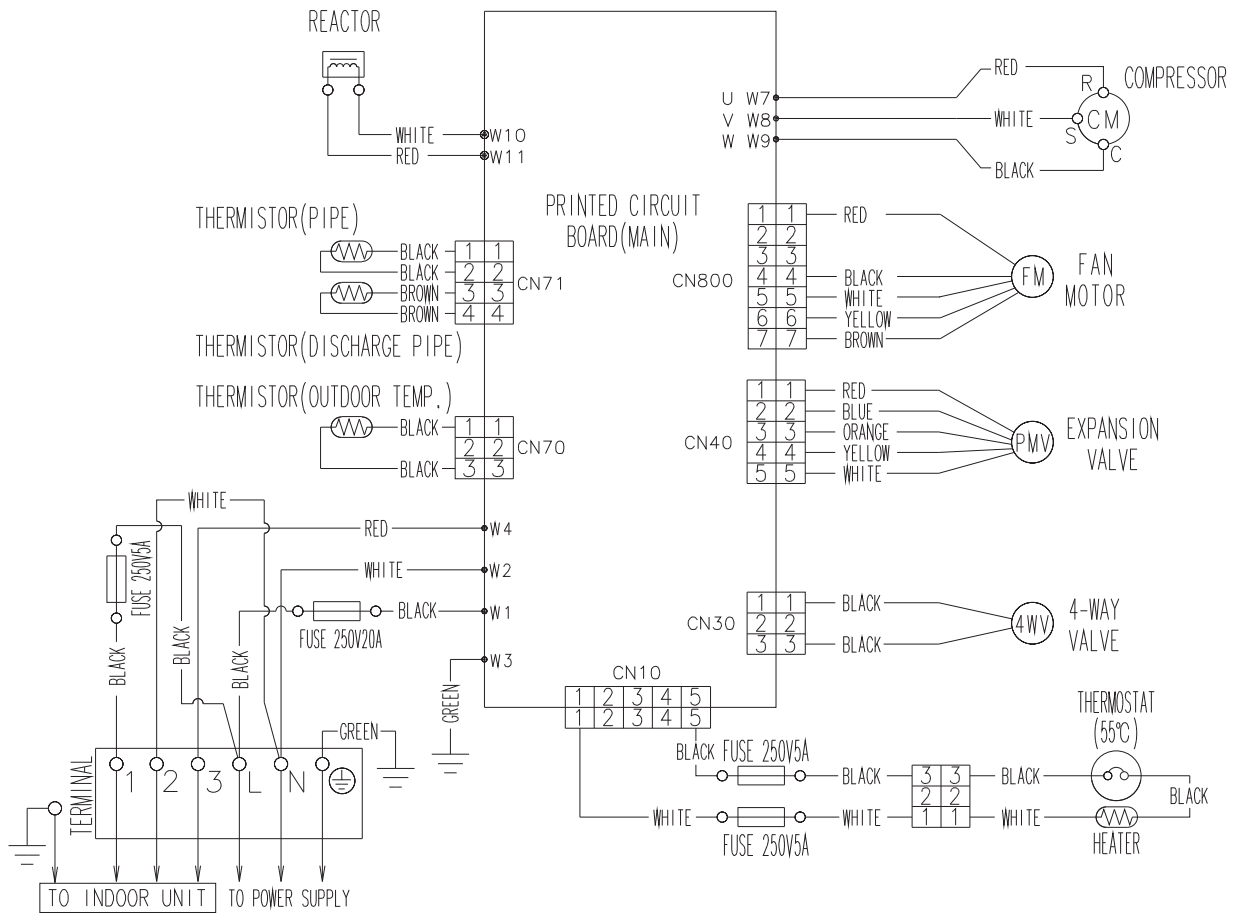 REACTOR
WHITE
RED
W10
W11
U W7
V W8
W W9
RED
WHITE
BLACK
R
S
C
CM
COMPRESSOR
PRINTED CIRCUIT
BOARD(MAIN)
THERMISTOR(PIPE)
BLACK 1 1
BLACK 2 2
BROWN 3 3
BROWN 4 4
CN71
THERMISTOR(DISCHARGE PIPE)
THERMISTOR(OUTDOOR TEMP.)
BLACK 1 1
2 2
BLACK 3 3
CN70
CN800
1 1 RED
2 2
3 3
4 4 BLACK
5 5 WHITE
6 6 YELLOW
7 7 BROWN
FM
FAN
MOTOR
CN40
1 1 RED
2 2 BLUE
3 3 ORANGE
4 4 YELLOW
5 5 WHITE
PMV
EXPANSION
VALVE
WHITE
RED W4
WHITE W2
BLACK W1
W3
FUSE 250V5A
FUSE 250V20A
BLACK
BLACK
BLACK
GREEN
CN30
1 1 BLACK
2 2
3 3 BLACK
4WV
4-WAY
VALVE
CN10
1 2 3 4 5
1 2 3 4 5
BLACK
FUSE 250V5A
BLACK
3 3
2 2
1 1
BLACK
THERMOSTAT
(55℃)
BLACK
WHITE
FUSE 250V5A
WHITE
WHITE
HEATER
GREEN
TERMINAL
1 2 3 L N
TO INDOOR UNIT
TO POWER SUPPLY